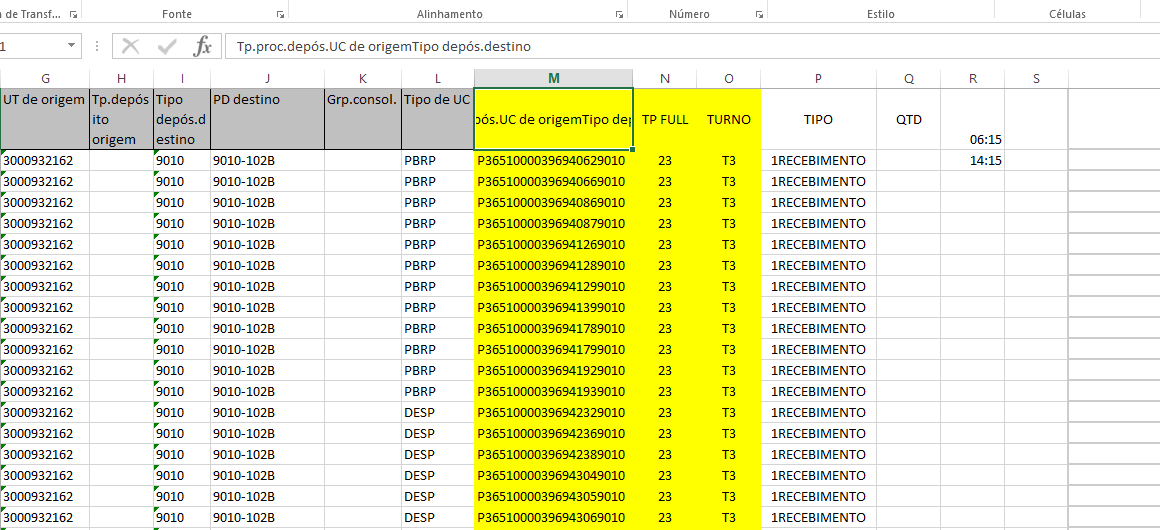 de Transf... Fonte Alinhamento Número Estilo Células
1 fx Tp.proc.depós.UC de origemTipo depós.destino
G H I J K L M N O P Q R S
UT de origem Tp.depós Tipo PD destino Grp.consol. Tipo de UC
ito depós.d pós.UC de origemTipo dep TP FULL TURNO TIPO QTD
origem estino 06:15
3000932162 9010 9010-102B PBRP P36510000396940629010 23 T3 1RECEBIMENTO 14:15
3000932162 9010 9010-102B PBRP P36510000396940669010 23 T3 1RECEBIMENTO
3000932162 9010 9010-102B PBRP P36510000396940869010 23 T3 1RECEBIMENTO
3000932162 9010 9010-102B PBRP P36510000396940879010 23 T3 1RECEBIMENTO
3000932162 9010 9010-102B PBRP P36510000396941269010 23 T3 1RECEBIMENTO
3000932162 9010 9010-102B PBRP P36510000396941289010 23 T3 1RECEBIMENTO
3000932162 9010 9010-102B PBRP P36510000396941299010 23 T3 1RECEBIMENTO
3000932162 9010 9010-102B PBRP P36510000396941399010 23 T3 1RECEBIMENTO
3000932162 9010 9010-102B PBRP P36510000396941789010 23 T3 1RECEBIMENTO
3000932162 9010 9010-102B PBRP P36510000396941799010 23 T3 1RECEBIMENTO
3000932162 9010 9010-102B PBRP P36510000396941929010 23 T3 1RECEBIMENTO
3000932162 9010 9010-102B PBRP P36510000396941939010 23 T3 1RECEBIMENTO
3000932162 9010 9010-102B DESP P36510000396942329010 23 T3 1RECEBIMENTO
3000932162 9010 9010-102B DESP P36510000396942369010 23 T3 1RECEBIMENTO
3000932162 9010 9010-102B DESP P36510000396942389010 23 T3 1RECEBIMENTO
3000932162 9010 9010-102B DESP P36510000396943049010 23 T3 1RECEBIMENTO
3000932162 9010 9010-102B DESP P36510000396943059010 23 T3 1RECEBIMENTO
3000932162 9010 9010-102B DESP P36510000396943069010 23 T3 1RECEBIMENTO